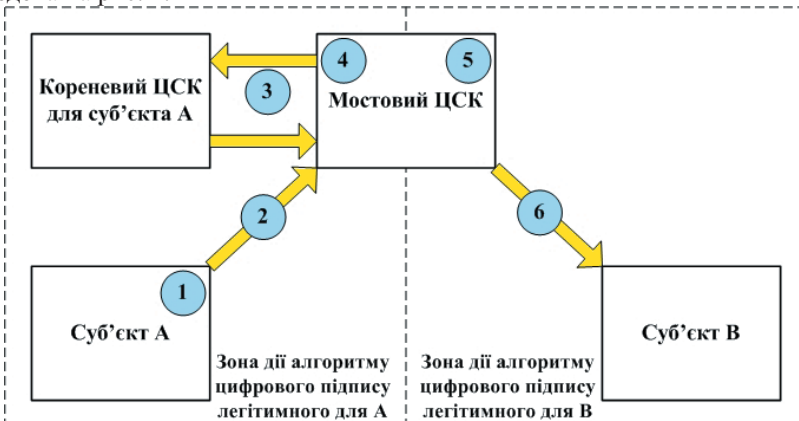 Кореневий ЦСК
для суб’єкта А
3
4
5
Мостовий ЦСК
2
6
1
Суб’єкт А
Зона дії алгоритму
цифрового підпису
легітимного для А
Зона дії алгоритму
цифрового підпису
легітимного для В
Суб’єкт В